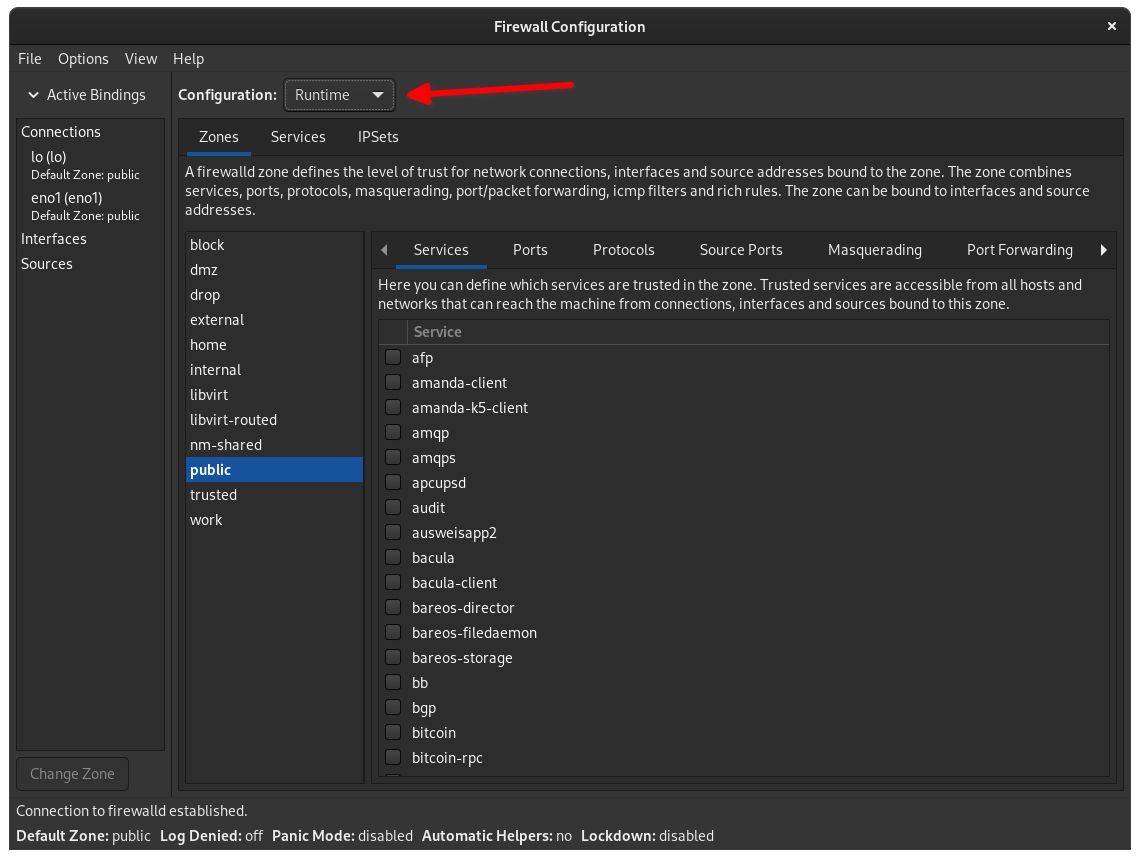 Firewall Configuration
File Options View Help
Active Bindings
Configuration: Runtime
Connections
lo (lo)
Default Zone: public
eno1 (eno1)
Default Zone: public
Interfaces
Sources
Change Zone
Zones Services IPSets
A firewalld zone defines the level of trust for network connections, interfaces and source addresses bound to the zone. The zone combines
services, ports, protocols, masquerading, port/packet forwarding, icmp filters and rich rules. The zone can be bound to interfaces and source
addresses.
block
dmz
drop
external
home
internal
libvirt
libvirt-routed
nm-shared
public
trusted
work
Services Ports Protocols Source Ports Masquerading Port Forwarding
Here you can define which services are trusted in the zone. Trusted services are accessible from all hosts and
networks that can reach the machine from connections, interfaces and sources bound to this zone.
Service
afp
amanda-client
amanda-k5-client
amqp
amqps
apcupsd
audit
ausweisapp2
bacula
bacula-client
bareos-director
bareos-filedaemon
bareos-storage
bb
bgp
bitcoin
bitcoin-rpc
Connection to firewalld established.
Default Zone: public Log Denied: off Panic Mode: disabled Automatic Helpers: no Lockdown: disabled